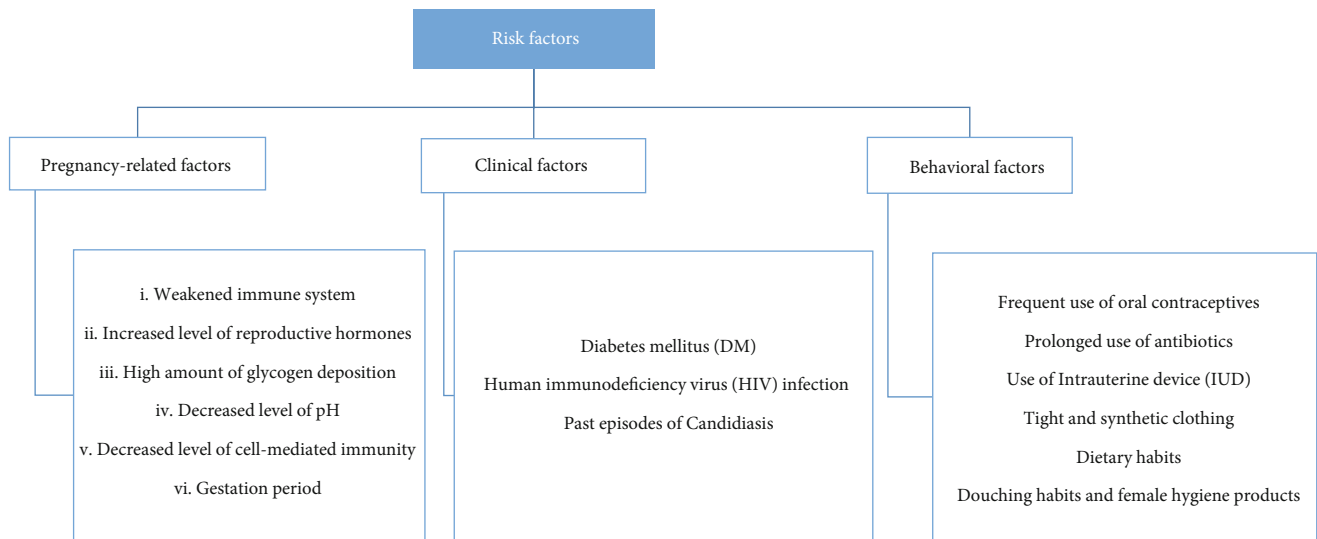 Risk factors
Pregnancy-related factors
Clinical factors
Behavioral factors
i. Weakened immune system
ii. Increased level of reproductive hormones
iii. High amount of glycogen deposition
iv. Decreased level of pH
v. Decreased level of cell-mediated immunity
vi. Gestation period
Diabetes mellitus (DM)
Human immunodeficiency virus (HIV) infection
Past episodes of Candidiasis
Frequent use of oral contraceptives
Prolonged use of antibiotics
Use of Intrauterine device (IUD)
Tight and synthetic clothing
Dietary habits
Douching habits and female hygiene products